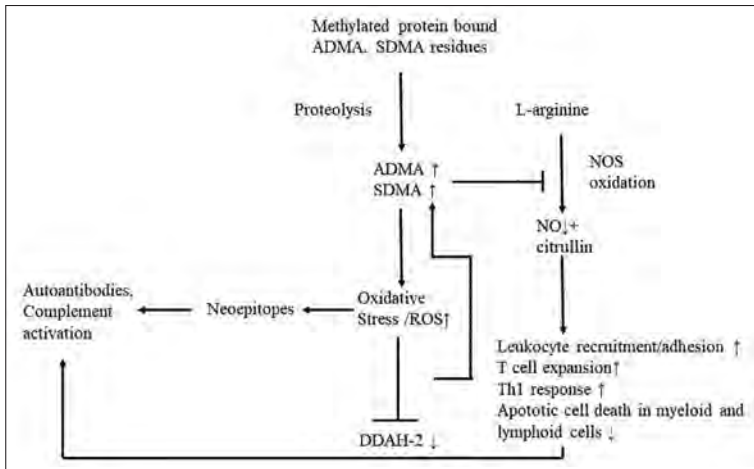 Methylated protein bound
ADMA. SDMA residues
Proteolysis
L-arginine
NOS
oxidation
ADMA ↑
SDMA ↑
NO↓+
citrullin
Autoantibodies,
Complement
activation
Neoepitopes
Oxidative
Stress /ROS↑
Leukocyte recruitment/adhesion ↑
T cell expansion↑
Th1 response ↑
Apototic cell death in myeloid and
lymphoid cells ↓
DDAH-2 ↓